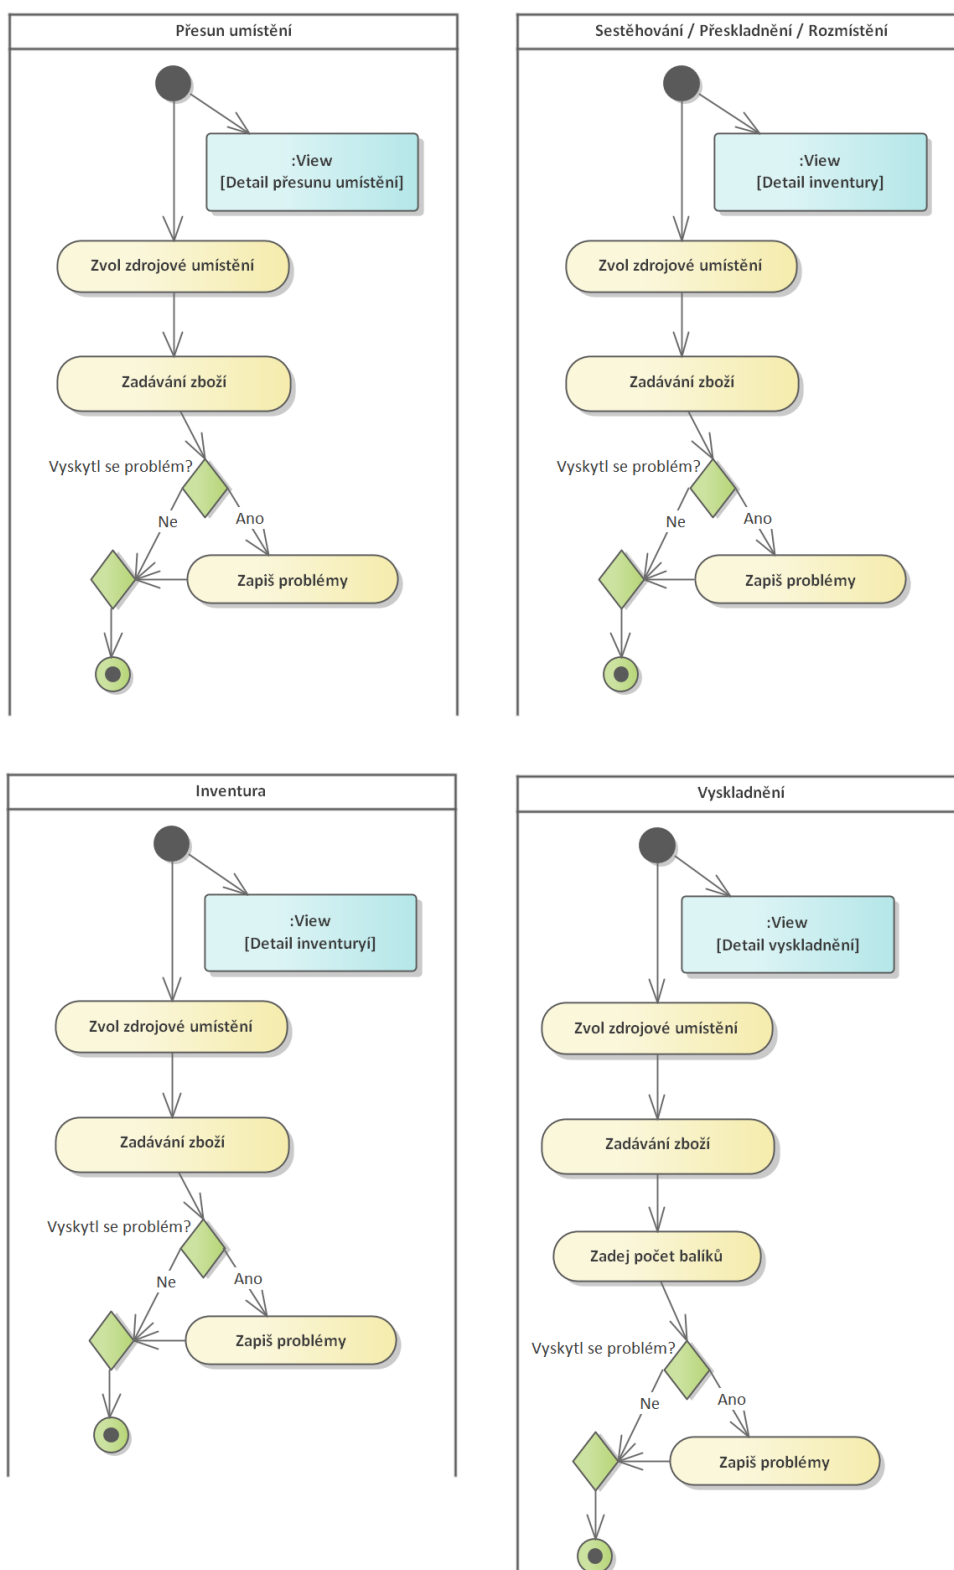 Přesun umístění
:View
[Detail přesunu umístění]
Zvol zdrojové umístění
Zadávání zboží
Vyskytl se problém?
Ne
Ano
Zapiš problémy
Sestěhování / Přeskladnění / Rozmístění
:View
[Detail inventury]
Zvol zdrojové umístění
Zadávání zboží
Vyskytl se problém?
Ne
Ano
Zapiš problémy
Inventura
:View
[Detail inventuryí]
Zvol zdrojové umístění
Zadávání zboží
Vyskytl se problém?
Ne
Ano
Zapiš problémy
Vyskladnění
:View
[Detail vyskladnění]
Zvol zdrojové umístění
Zadávání zboží
Zadej počet balíků
Vyskytl se problém?
Ne
Ano
Zapiš problémy